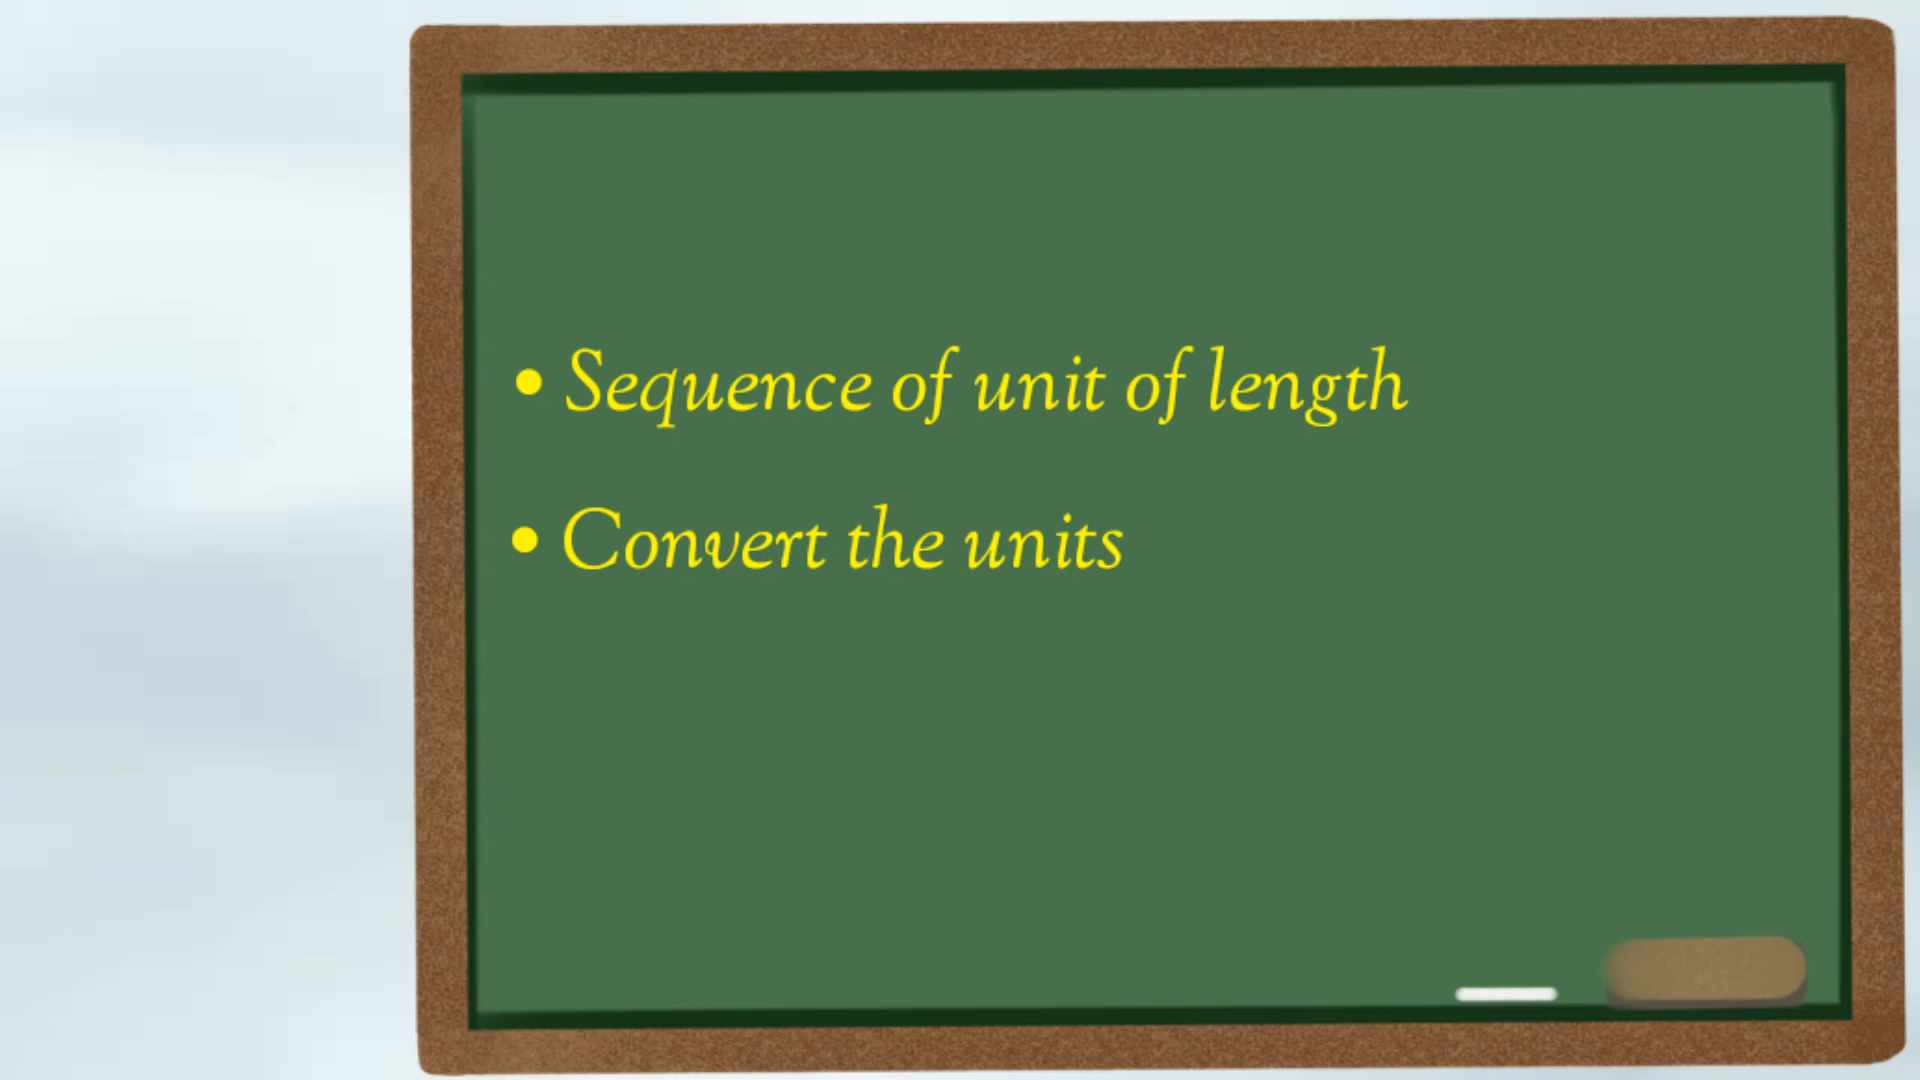 • Sequence of unit of length
• Convert the units